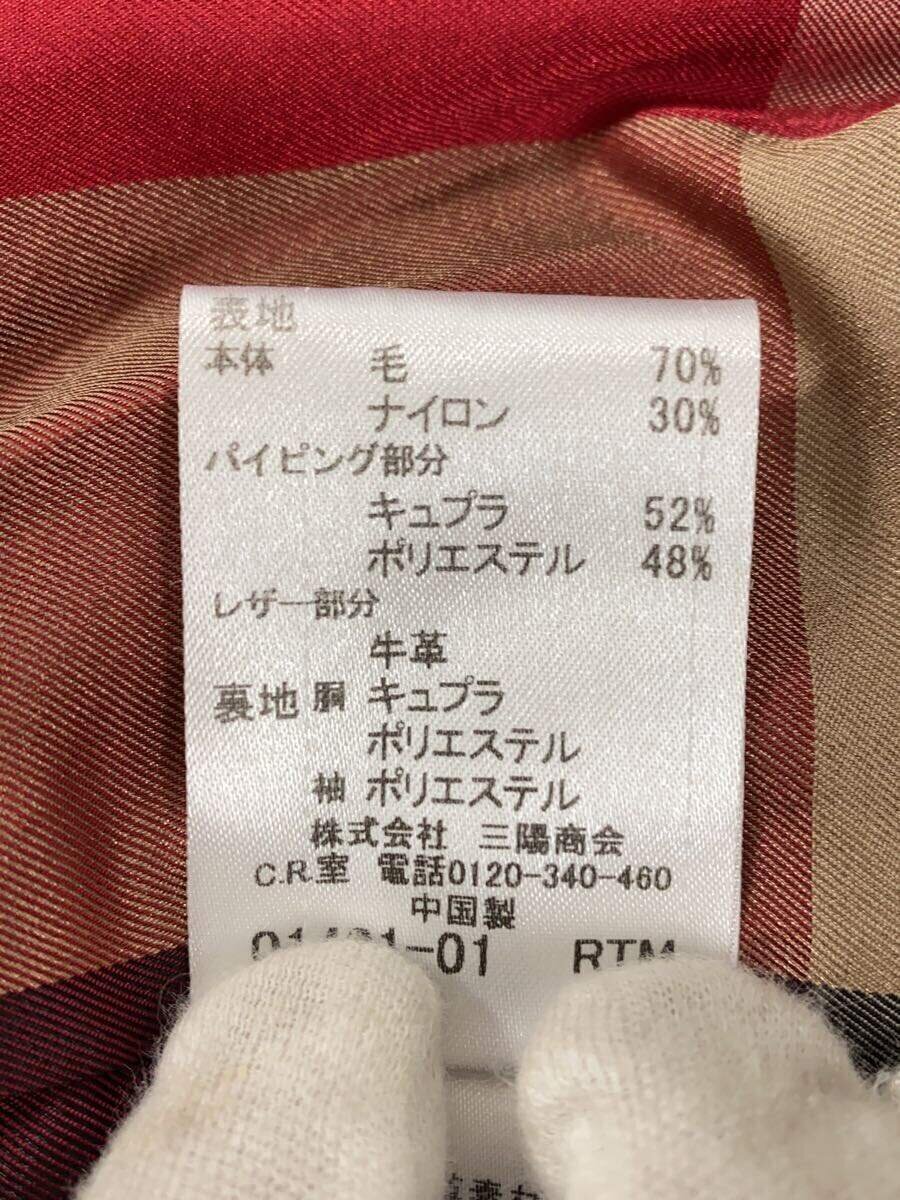 表地
本体 毛 70%
ナイロン 30%
パイピング部分
キュプラ 52%
ポリエステル 48%
レザー部分
牛革
裏地 胴 キュプラ
ポリエステル
袖 ポリエステル
株式会社 三陽商会
C.R.室 電話0120-340-460
中国製
-01 RTM